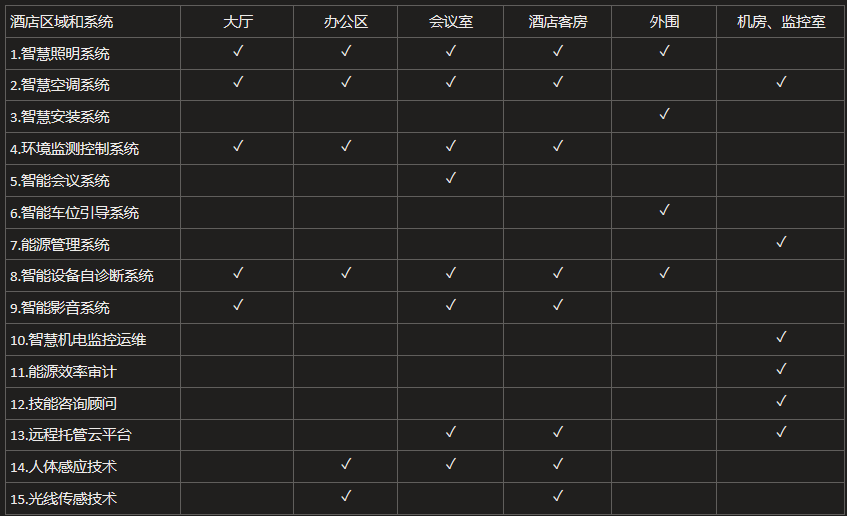 酒店区域和系统 大厅 办公区 会议室 酒店客房 外围 机房、监控室
1.智慧照明系统 ✓ ✓ ✓ ✓ ✓
2.智慧空调系统 ✓ ✓ ✓ ✓ ✓
3.智慧安装系统 ✓
4.环境监测控制系统 ✓ ✓ ✓ ✓
5.智能会议系统 ✓
6.智能车位引导系统 ✓
7.能源管理系统 ✓
8.智能设备自诊断系统 ✓ ✓ ✓ ✓ ✓
9.智能影音系统 ✓ ✓ ✓
10.智慧机电监控运维 ✓
11.能源效率审计 ✓
12.技能咨询顾问 ✓
13.远程托管云平台 ✓ ✓ ✓
14.人体感应技术 ✓ ✓ ✓
15.光线传感技术 ✓ ✓